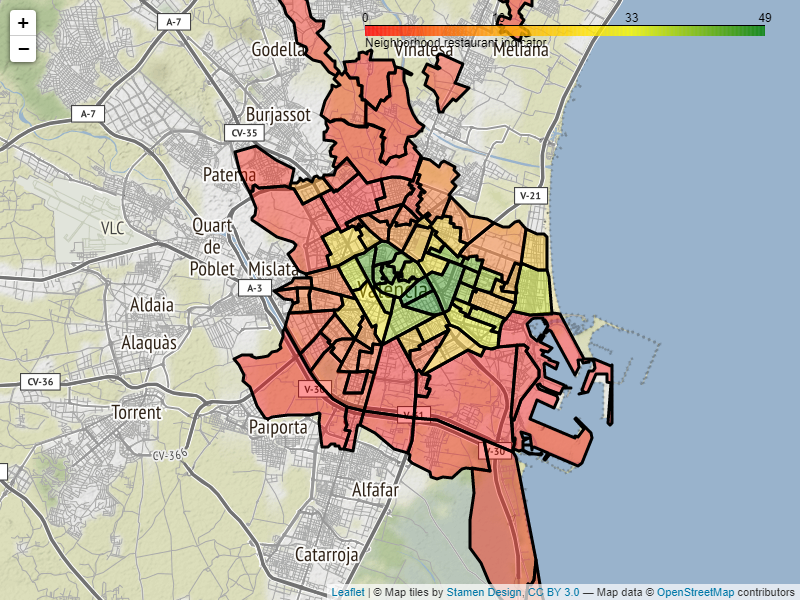 +
−
A-7
Godella
Vinalesa
Meliana
0
33
49
Neighborhood restaurant indicator
A-7
Burjassot
CV-35
Paterna
V-21
VLC
Quart
de
Poblet
Mislata
A-3
València
Aldaia
Alaquàs
CV-36
V-30
Torrent
V-31
Paiporta
CV-36
V-30
Alfafar
Catarroja
Leaflet | © Map tiles by Stamen Design, CC BY 3.0 — Map data © OpenStreetMap contributors